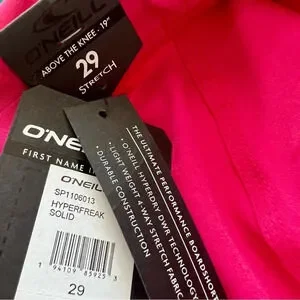 O'NEILL
ABOVE THE KNEE - 19"
29
STRETCH
O'NEILL
FIRST NAME
O'NEILL
SP1106013
HYPERFREAK
SOLID
1 94109 85925 3
29
THE ULTIMATE PERFORMANCE BOARDSHORT
• O'NEILL HYPERDRY DWR TECHNOLOGY
• LIGHT WEIGHT 4-WAY STRETCH FABRIC
• DURABLE CONSTRUCTION